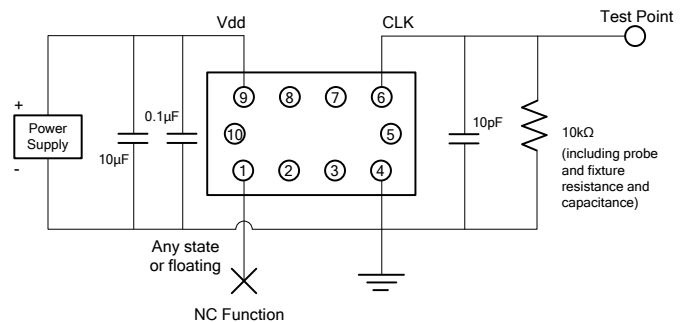 Test Point
Vdd
CLK
+
Power
Supply
-
10µF
0.1µF
9
8
7
6
10
5
1
2
3
4
10pF
10kΩ
(including probe
and fixture
resistance and
capacitance)
Any state
or floating
NC Function